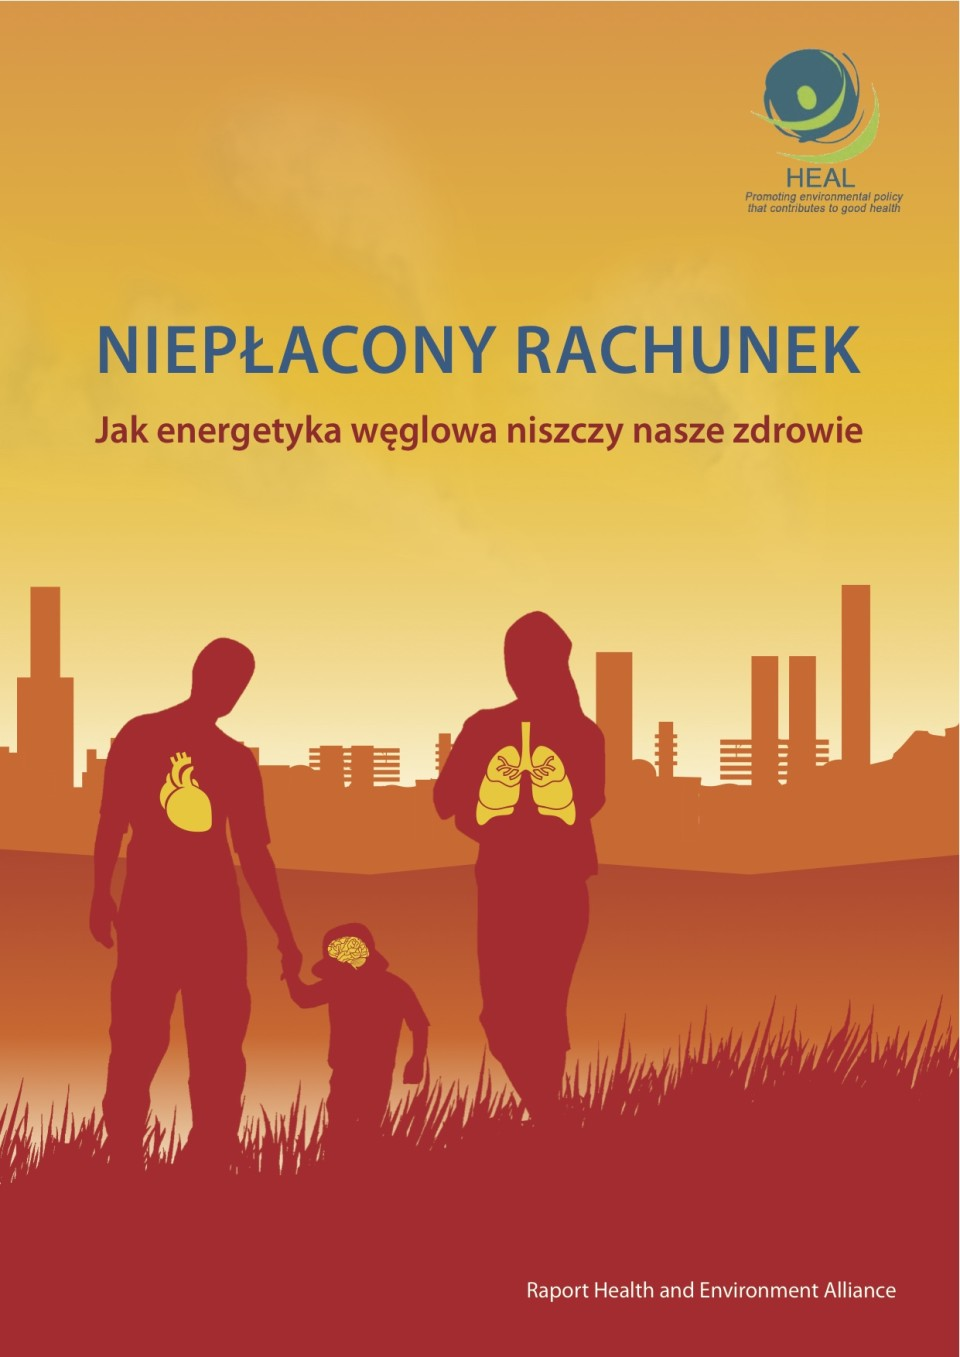 HEAL
Promoting environmental policy
that contributes to good health
NIEPŁACONY RACHUNEK
Jak energetyka węglowa niszczy nasze zdrowie
Raport Health and Environment Alliance